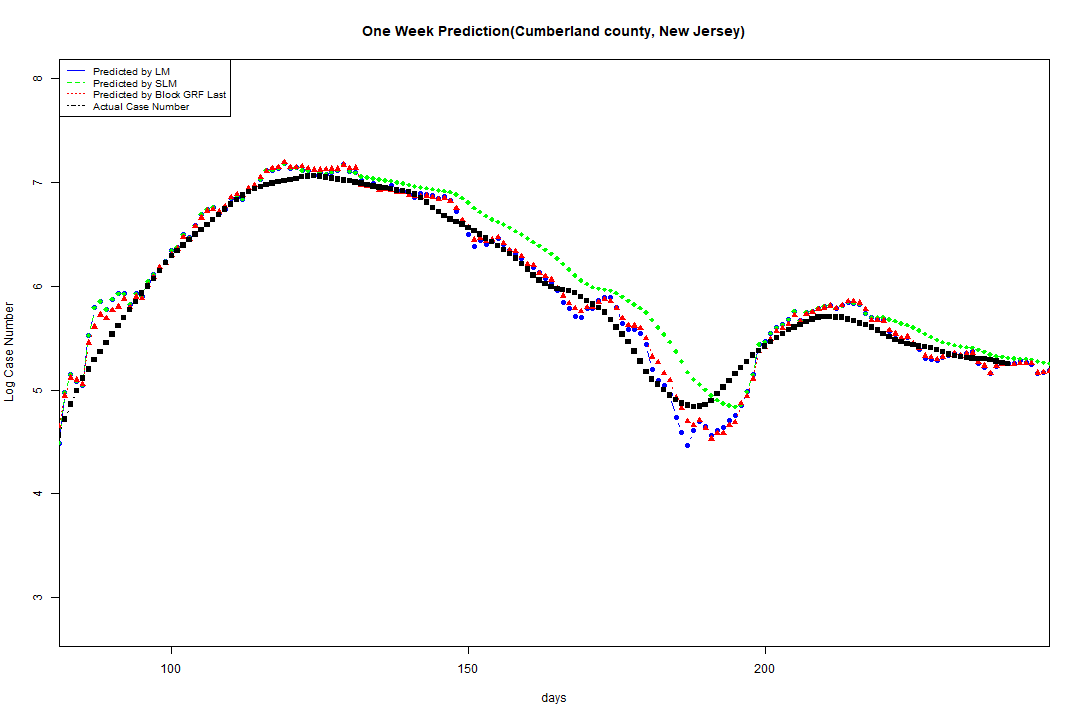 One Week Prediction(Cumberland county, New Jersey)
Predicted by LM
Predicted by SLM
Predicted by Block GRF Last
Actual Case Number
8
7
6
5
4
3
Log Case Number
100 150 200
days